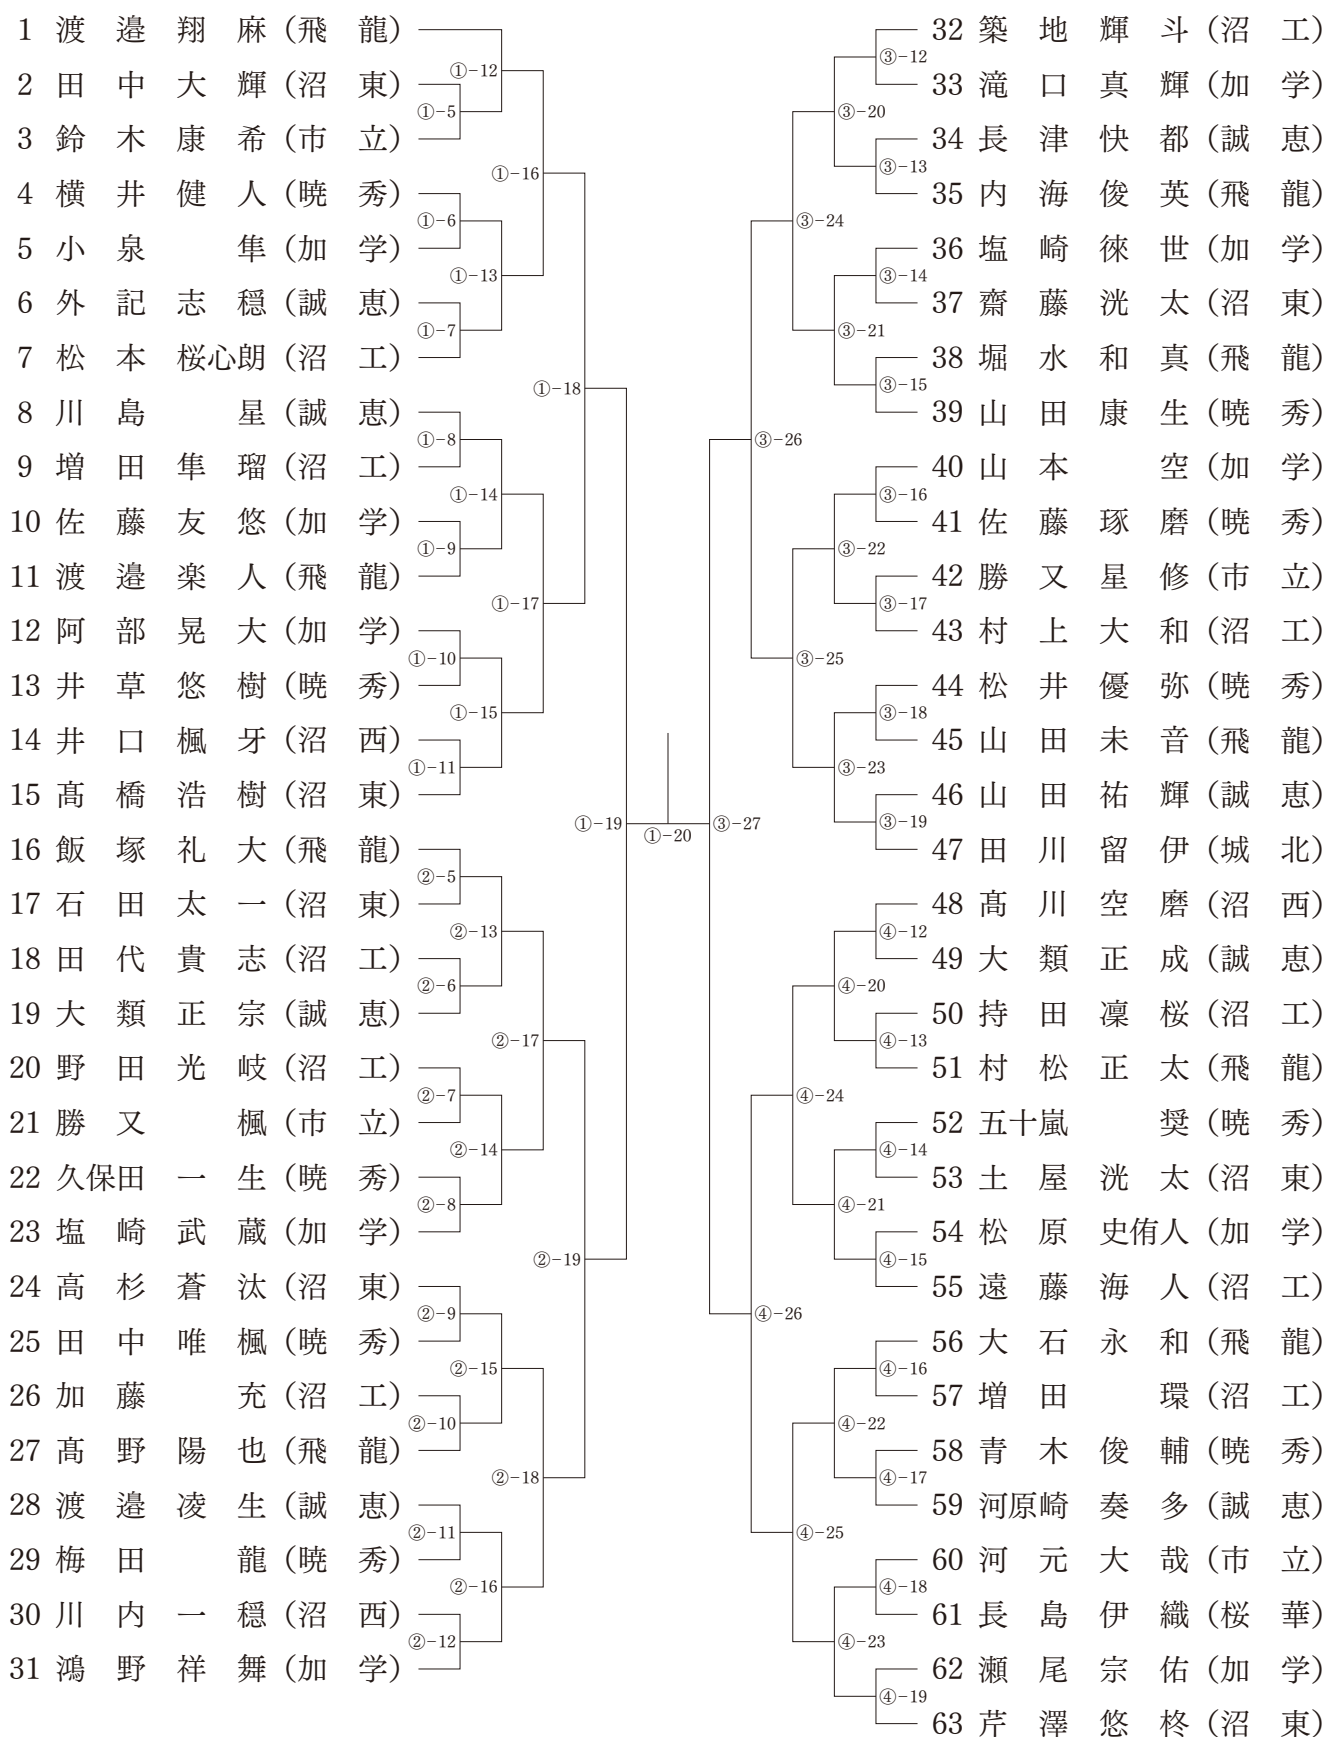 1 渡邉翔麻(飛龍)
2 田中大輝(沼東)
3 鈴木康希(市立)
4 横井健人(暁秀)
5 小泉隼(加学)
6 外記志穏(誠恵)
7 松本桜心朗(沼工)
8 川島星(誠恵)
9 増田隼瑠(沼工)
10 佐藤友悠(加学)
11 渡邉楽人(飛龍)
12 阿部晃大(加学)
13 井草悠樹(暁秀)
14 井口楓牙(沼西)
15 髙橋浩樹(沼東)
16 飯塚礼大(飛龍)
17 石田太一(沼東)
18 田代貴志(沼工)
19 大類正宗(誠恵)
20 野田光岐(沼工)
21 勝又楓(市立)
22 久保田一生(暁秀)
23 塩崎武蔵(加学)
24 高杉蒼汰(沼東)
25 田中唯楓(暁秀)
26 加藤充(沼工)
27 髙野陽也(飛龍)
28 渡邉凌生(誠恵)
29 梅田龍(暁秀)
30 川内一穏(沼西)
31 鴻野祥舞(加学)
①-12
①-5
①-16
①-6
①-13
①-7
①-18
①-8
①-14
①-9
①-17
①-10
①-15
①-11
①-19
①-20
②-5
②-13
②-6
②-17
②-7
②-14
②-8
②-19
②-9
②-15
②-10
②-18
②-11
②-16
②-12
③-12
③-20
③-13
③-24
③-14
③-21
③-15
③-26
③-16
③-22
③-17
③-25
③-18
③-23
③-19
③-27
④-12
④-20
④-13
④-24
④-14
④-21
④-15
④-26
④-16
④-22
④-17
④-25
④-18
④-23
④-19
32 築地輝斗(沼工)
33 滝口真輝(加学)
34 長津快都(誠恵)
35 内海俊英(飛龍)
36 塩崎徠世(加学)
37 齋藤洸太(沼東)
38 堀水和真(飛龍)
39 山田康生(暁秀)
40 山本空(加学)
41 佐藤琢磨(暁秀)
42 勝又星修(市立)
43 村上大和(沼工)
44 松井優弥(暁秀)
45 山田未音(飛龍)
46 山田祐輝(誠恵)
47 田川留伊(城北)
48 髙川空磨(沼西)
49 大類正成(誠恵)
50 持田凜桜(沼工)
51 村松正太(飛龍)
52 五十嵐奨(暁秀)
53 土屋洸太(沼東)
54 松原史侑人(加学)
55 遠藤海人(沼工)
56 大石永和(飛龍)
57 増田環(沼工)
58 青木俊輔(暁秀)
59 河原崎奏多(誠恵)
60 河元大哉(市立)
61 長島伊織(桜華)
62 瀬尾宗佑(加学)
63 芹澤悠柊(沼東)